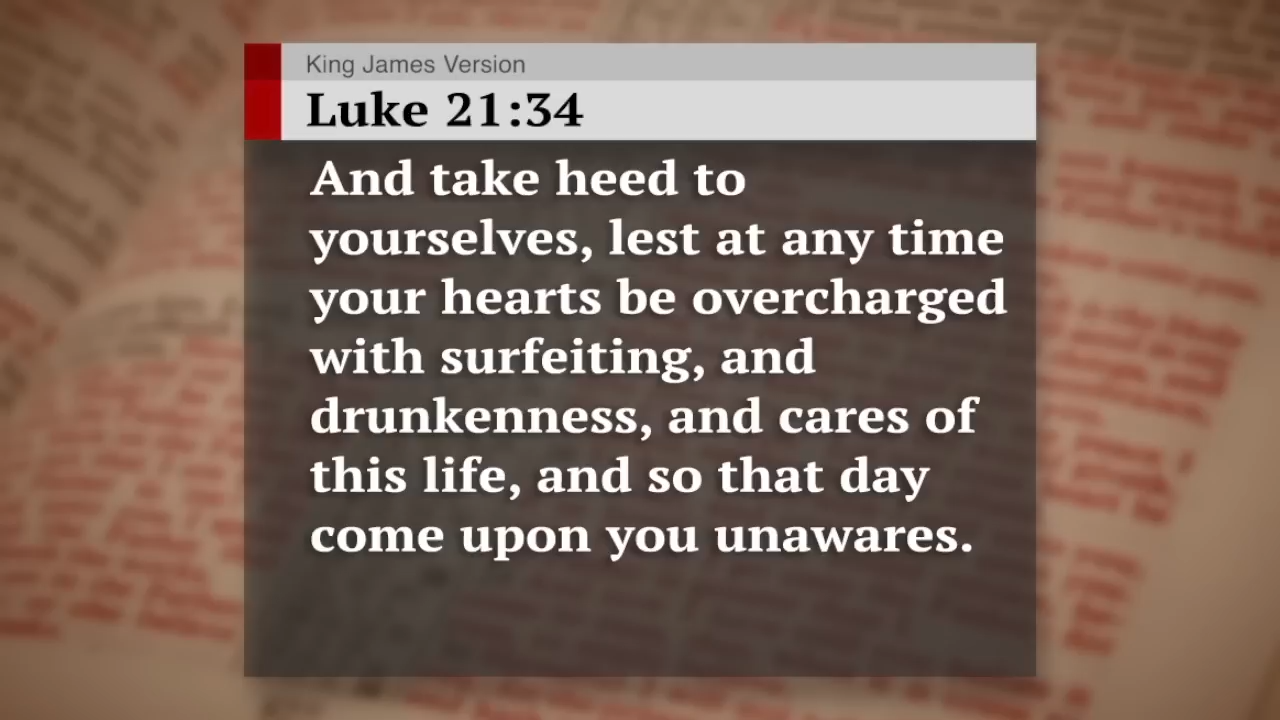 King James Version
Luke 21:34
And take heed to
yourselves, lest at any time
your hearts be overcharged
with surfeiting, and
drunkenness, and cares of
this life, and so that day
come upon you unawares.